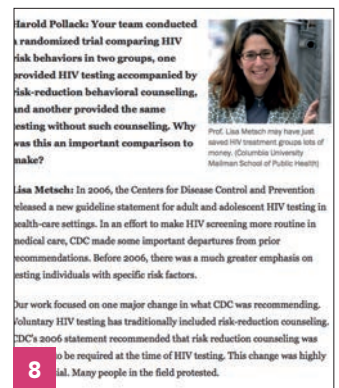 Harold Pollack: Your team conducted
a randomized trial comparing HIV
risk behaviors in two groups, one
provided HIV testing accompanied by
risk-reduction behavioral counseling,
and another provided the same
testing without such counseling. Why
was this an important comparison to
make?
Prof. Lisa Metsch may have just
saved HIV treatment groups lots of
money. (Columbia University
Mailman School of Public Health)
Lisa Metsch: In 2006, the Centers for Disease Control and Prevention
released a new guideline statement for adult and adolescent HIV testing in
health-care settings. In an effort to make HIV screening more routine in
medical care, CDC made some important departures from prior
recommendations. Before 2006, there was a much greater emphasis on
testing individuals with specific risk factors.
Our work focused on one major change in what CDC was recommending.
Voluntary HIV testing has traditionally included risk-reduction counseling.
CDC's 2006 statement recommended that risk reduction counseling was
to be required at the time of HIV testing. This change was highly
ial. Many people in the field protested.
8